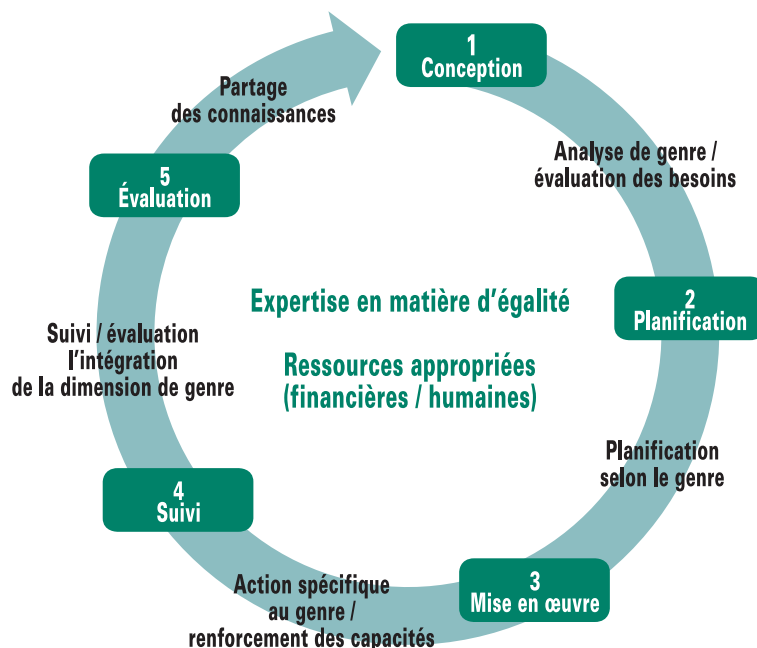 1
Conception
Analyse de genre /
évaluation des besoins
2
Planification
Planification
selon le genre
3
Mise en œuvre
Action spécifique
au genre /
renforcement des capacités
4
Suivi
Suivi / évaluation
l’intégration
de la dimension de genre
5
Évaluation
Partage
des connaissances
Expertise en matière d’égalité
Ressources appropriées
(financières / humaines)